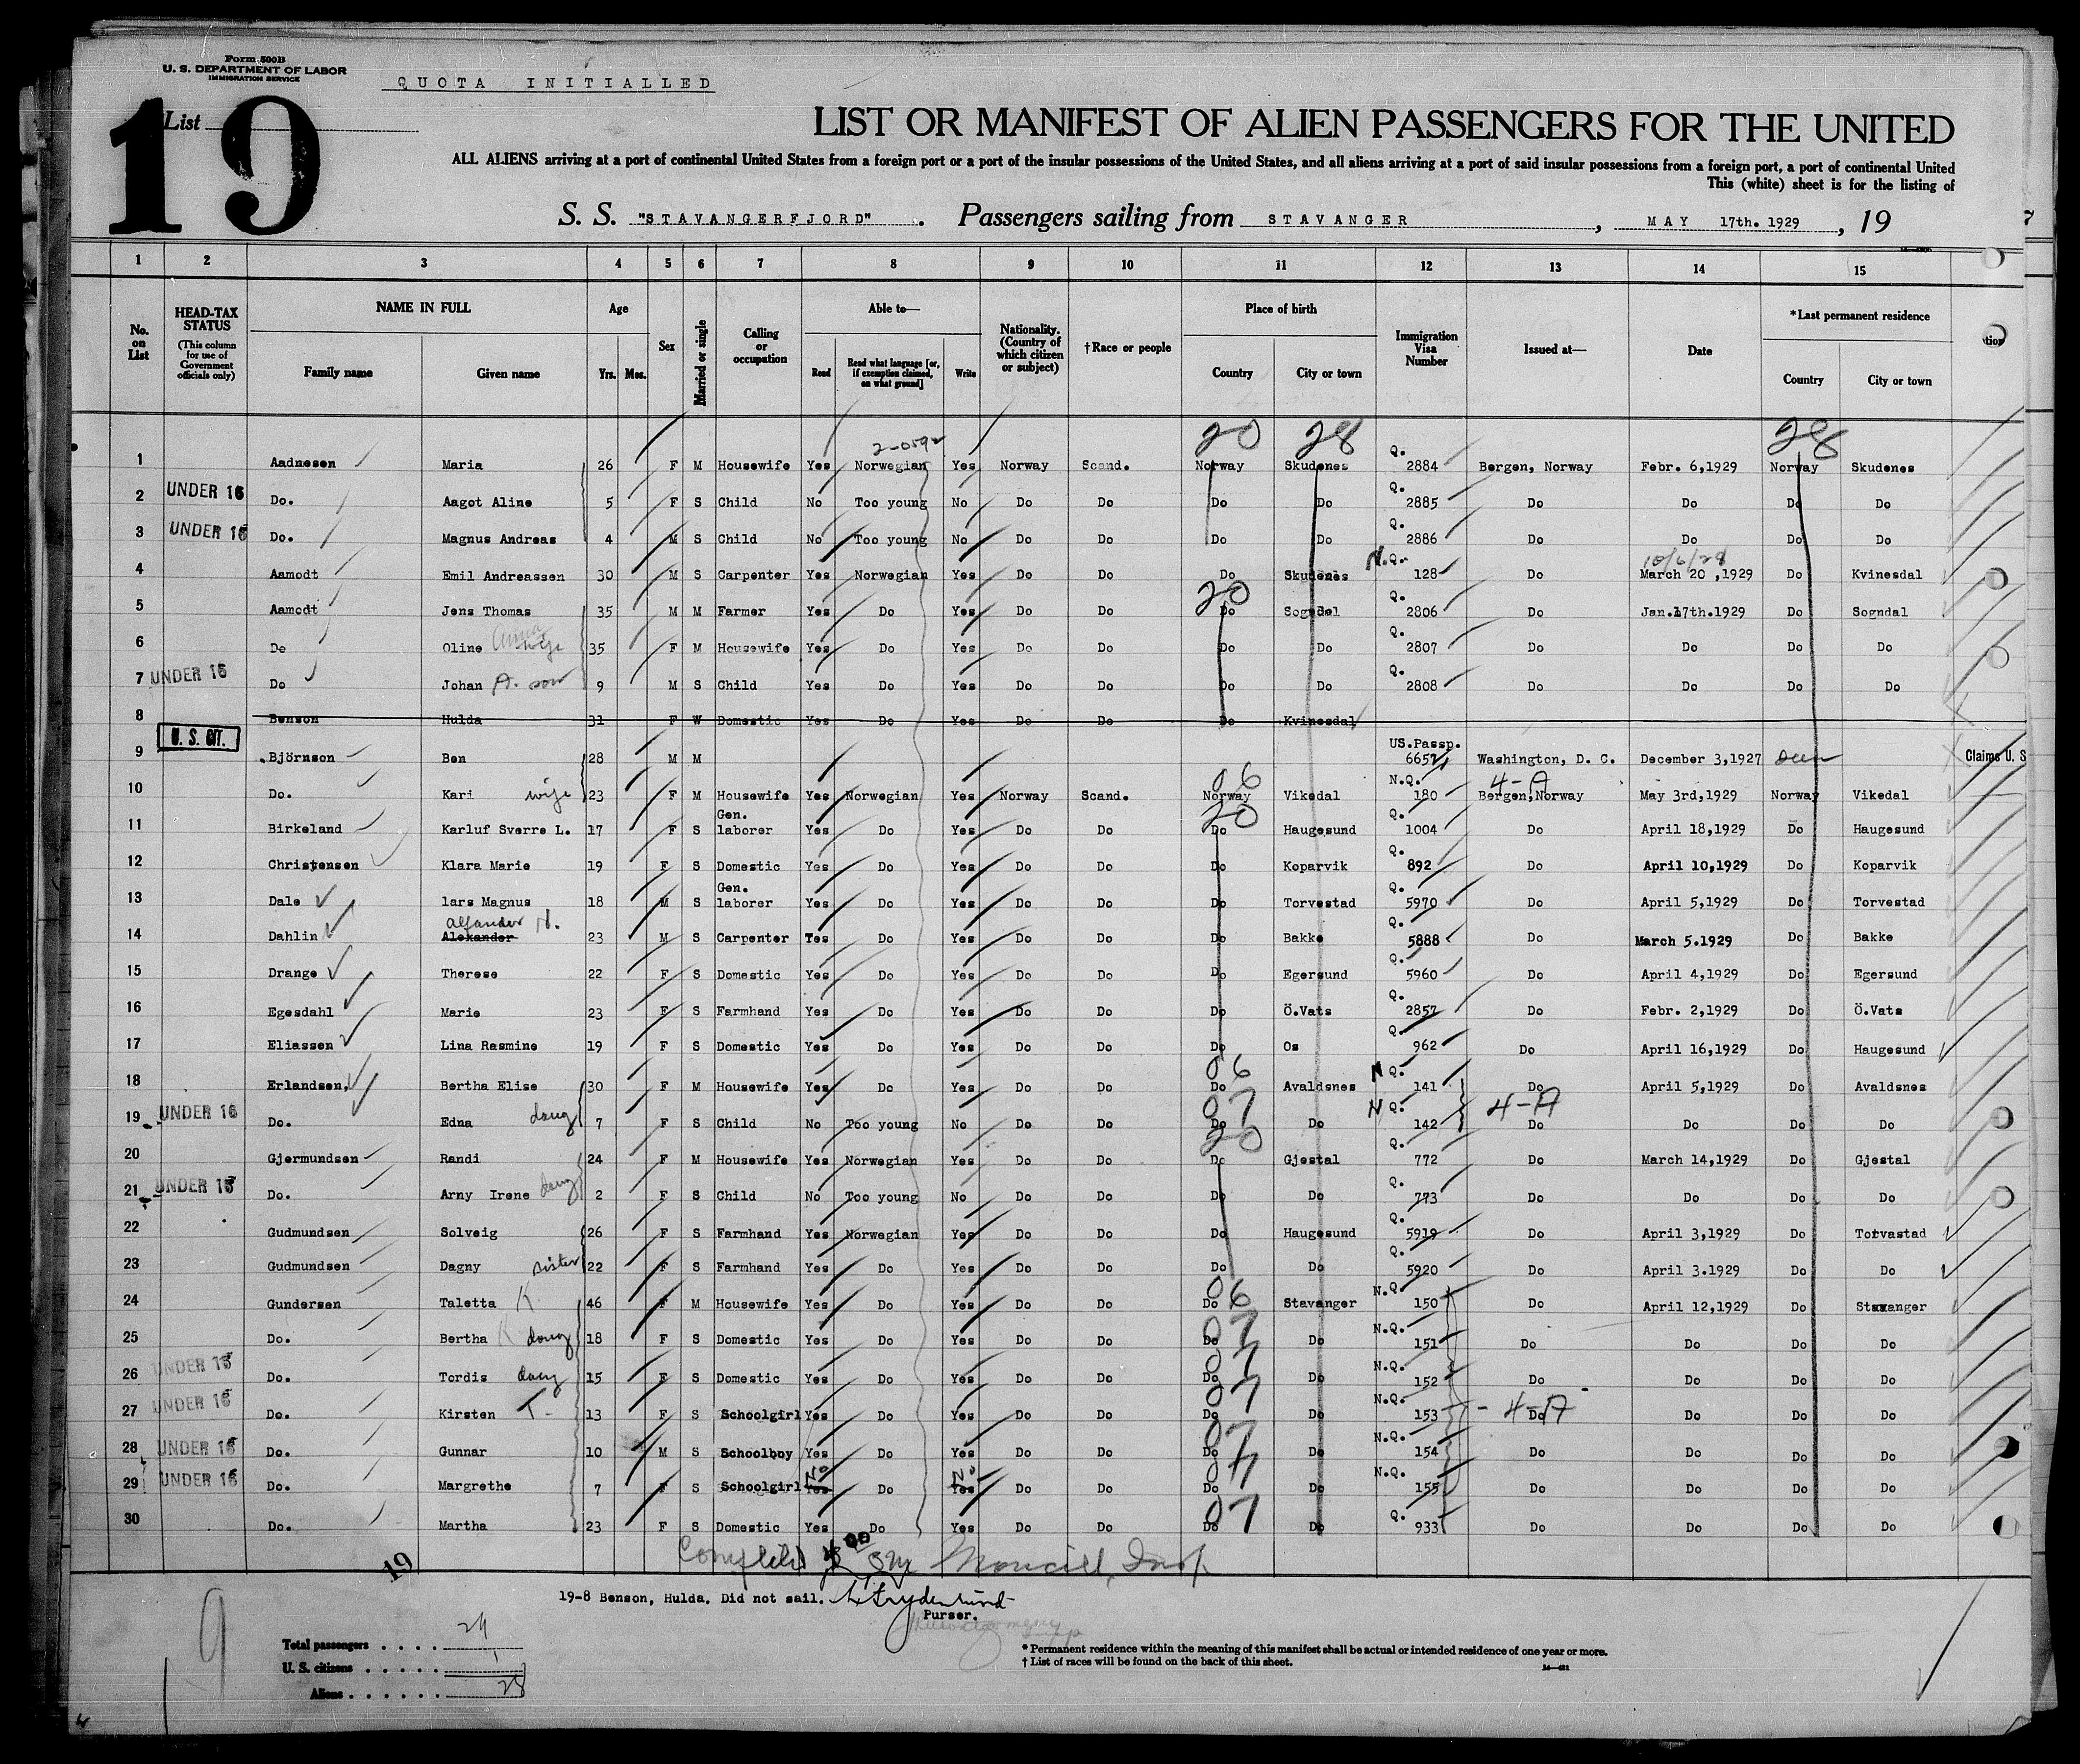 Form 500B
U. S. DEPARTMENT OF LABOR
IMMIGRATION SERVICE
QUOTA INITIALLED
List
19
LIST OR MANIFEST OF ALIEN PASSENGERS FOR THE UNITED
ALL ALIENS arriving at a port of continental United States from a foreign port or a port of the insular possessions of the United States, and all aliens arriving at a port of said insular possessions from a foreign port, a port of continental United
This (white) sheet is for the listing of
S. S. "STAVANGERFJORD" . Passengers sailing from STAVANGER , MAY 17th. 1929 , 19
1 2 3 4 5 6 7 8 9 10 11 12 13 14 15
No. on List
HEAD-TAX STATUS (This column for use of Government officials only)
NAME IN FULL
Family name Given name
Age
Yrs. Mos.
Sex
Married or single
Calling or occupation
Able to—
Read Read what language [or, if exemption claimed, on what ground] Write
Nationality. (Country of which citizen or subject)
†Race or people
Place of birth
Country City or town
Immigration Visa Number
Issued at—
Date
*Last permanent residence
Country City or town
20 28 28
1 Aadnesen Maria 26 F M Housewife Yes Norwegian Yes Norway Scand. Norway Skudenes Q. 2884 Bergen, Norway Febr. 6,1929 Norway Skudenes
2 UNDER 16 Do. Aagot Aline 5 F S Child No Too young No Do Do Do Do Q. 2885 Do Do Do Do
3 UNDER 16 Do. Magnus Andreas 4 M S Child No Too young No Do Do Do Do Q. 2886 Do Do Do Do
10/6/28
4 Aamodt Emil Andreassen 30 M S Carpenter Yes Norwegian Yes Do Do Do Skudenes N.Q. 128 Do March 20 ,1929 Do Kvinesdal
20
5 Aamodt Jens Thomas 35 M M Farmer Yes Do Yes Do Do Do Sogndal Q. 2806 Do Jan.17th.1929 Do Sogndal
6 Do Oline Anna wife 35 F M Housewife Yes Do Yes Do Do Do Do Q. 2807 Do Do Do Do
7 UNDER 16 Do Johan A. son 9 M S Child Yes Do Yes Do Do Do Do Q. 2808 Do Do Do Do
8 Benson Hulda 31 F W Domestic Yes Do Yes Do Do Do Kvinesdal
9 U. S. CIT. Björnson Ben 28 M M US.Passp. 6652 Washington, D. C. December 3,1927 Claims U. S
06 4-A
10 Do. Kari wife 23 F M Housewife Yes Norwegian Yes Norway Scand. Norway Vikedal N.Q. 180 Bergen,Norway May 3rd,1929 Norway Vikedal
20
11 Birkeland Karluf Sverre L. 17 F S Gen. laborer Yes Do Yes Do Do Do Haugesund Q. 1004 Do April 18,1929 Do Haugesund
12 Christensen Klara Marie 19 F S Domestic Yes Do Yes Do Do Do Koparvik Q. 892 Do April 10,1929 Do Koparvik
13 Dale lars Magnus 18 M S Gen. laborer Yes Do Yes Do Do Do Torvestad Q. 5970 Do April 5,1929 Do Torvestad
Alfander N.
14 Dahlin Alexander 23 M S Carpenter Yes Do Yes Do Do Do Bakke Q. 5888 Do March 5.1929 Do Bakke
15 Drange Therese 22 F S Domestic Yes Do Yes Do Do Do Egersund Q. 5960 Do April 4,1929 Do Egersund
16 Egesdahl Marie 23 F S Farmhand Yes Do Yes Do Do Do Ö.Vats Q. 2857 Do Febr. 2,1929 Do Ö.Vats
17 Eliassen Lina Rasmine 19 F S Domestic Yes Do Yes Do Do Do Os Q. 962 Do April 16,1929 Do Haugesund
06
18 Erlandsen, Bertha Elise 30 F M Housewife Yes Do Yes Do Do Do Avaldsnes N Q. 141 Do April 5,1929 Do Avaldsnes
07 4-A
19 UNDER 16 Do. Edna daug 7 F S Child No Too young No Do Do Do Do N Q. 142 Do Do Do Do
20
20 Gjermundsen Randi 24 F M Housewife Yes Norwegian Yes Do Do Do Gjestal Q. 772 Do March 14,1929 Do Gjestal
21 UNDER 16 Do. Arny Irene daug 2 F S Child No Too young No Do Do Do Do Q. 773 Do Do Do Do
22 Gudmundsen Solveig 26 F S Farmhand Yes Norwegian Yes Do Do Do Haugesund Q. 5919 Do April 3,1929 Do Torvastad
23 Gudmundsen Dagny sister 22 F S Farmhand Yes Do Yes Do Do Do Do Q. 5920 Do April 3.1929 Do Do
24 Gundersen Taletta K 46 F M Housewife Yes Do Yes Do Do 06 Do Stavanger N.Q. 150 Do April 12,1929 Do Stavanger
25 Do. Bertha K daug 18 F S Domestic Yes Do Yes Do Do 07 Do Do N.Q. 151 Do Do Do Do
26 UNDER 16 Do. Tordis daug 15 F S Domestic Yes Do Yes Do Do 07 Do Do N.Q. 152 Do Do Do Do
27 UNDER 16 Do. Kirsten T- 13 F S Schoolgirl Yes Do Yes Do Do 07 Do Do N.Q. 153 - 4-A Do Do Do Do
28 UNDER 16 Do. Gunnar 10 M S Schoolboy Yes Do Yes Do Do 07 Do Do N.Q. 154 Do Do Do Do
29 UNDER 16 Do. Margrethe 7 F S Schoolgirl No Yes Do No Yes Do Do 07 Do Do N.Q. 155 Do Do Do Do
30 Do. Martha 23 F S Domestic Yes Do Yes Do Do 07 Do Do Q. 933 Do Do Do Do
19 Completed Insp
19-8 Benson, Hulda. Did not sail.
Purser.
9
Total passengers . . . . 29
U. S. citizens . . . . . 1
Aliens . . . . . . 28
* Permanent residence within the meaning of this manifest shall be actual or intended residence of one year or more.
† List of races will be found on the back of this sheet.